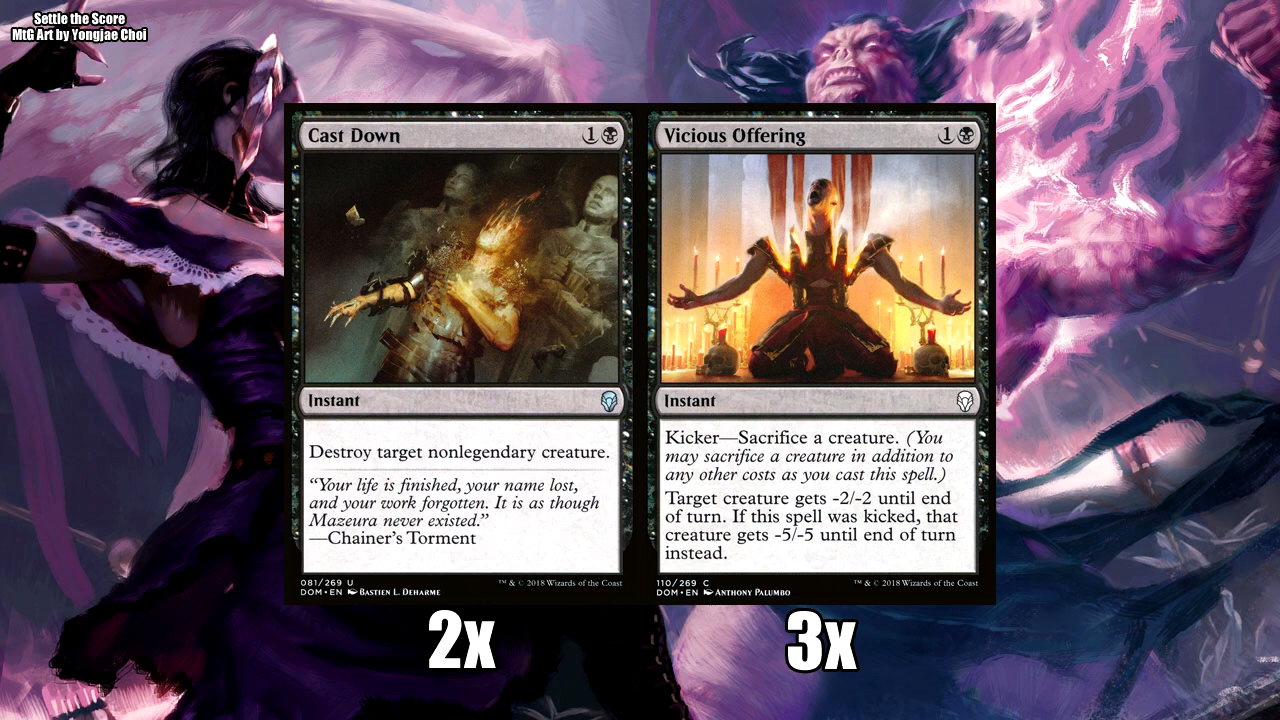 Settle the Score
MtG Art by Yongjae Choi
Cast Down 1
Instant
Destroy target nonlegendary creature.
“Your life is finished, your name lost,
and your work forgotten. It is as though
Mazeura never existed.”
—Chainer's Torment
081/269 U
DOM • EN Bastien L. Deharme
™ & © 2018 Wizards of the Coast
2x
Vicious Offering 1
Instant
Kicker—Sacrifice a creature. (You
may sacrifice a creature in addition to
any other costs as you cast this spell.)
Target creature gets -2/-2 until end
of turn. If this spell was kicked, that
creature gets -5/-5 until end of turn
instead.
110/269 C
DOM • EN Anthony Palumbo
™ & © 2018 Wizards of the Coast
3x